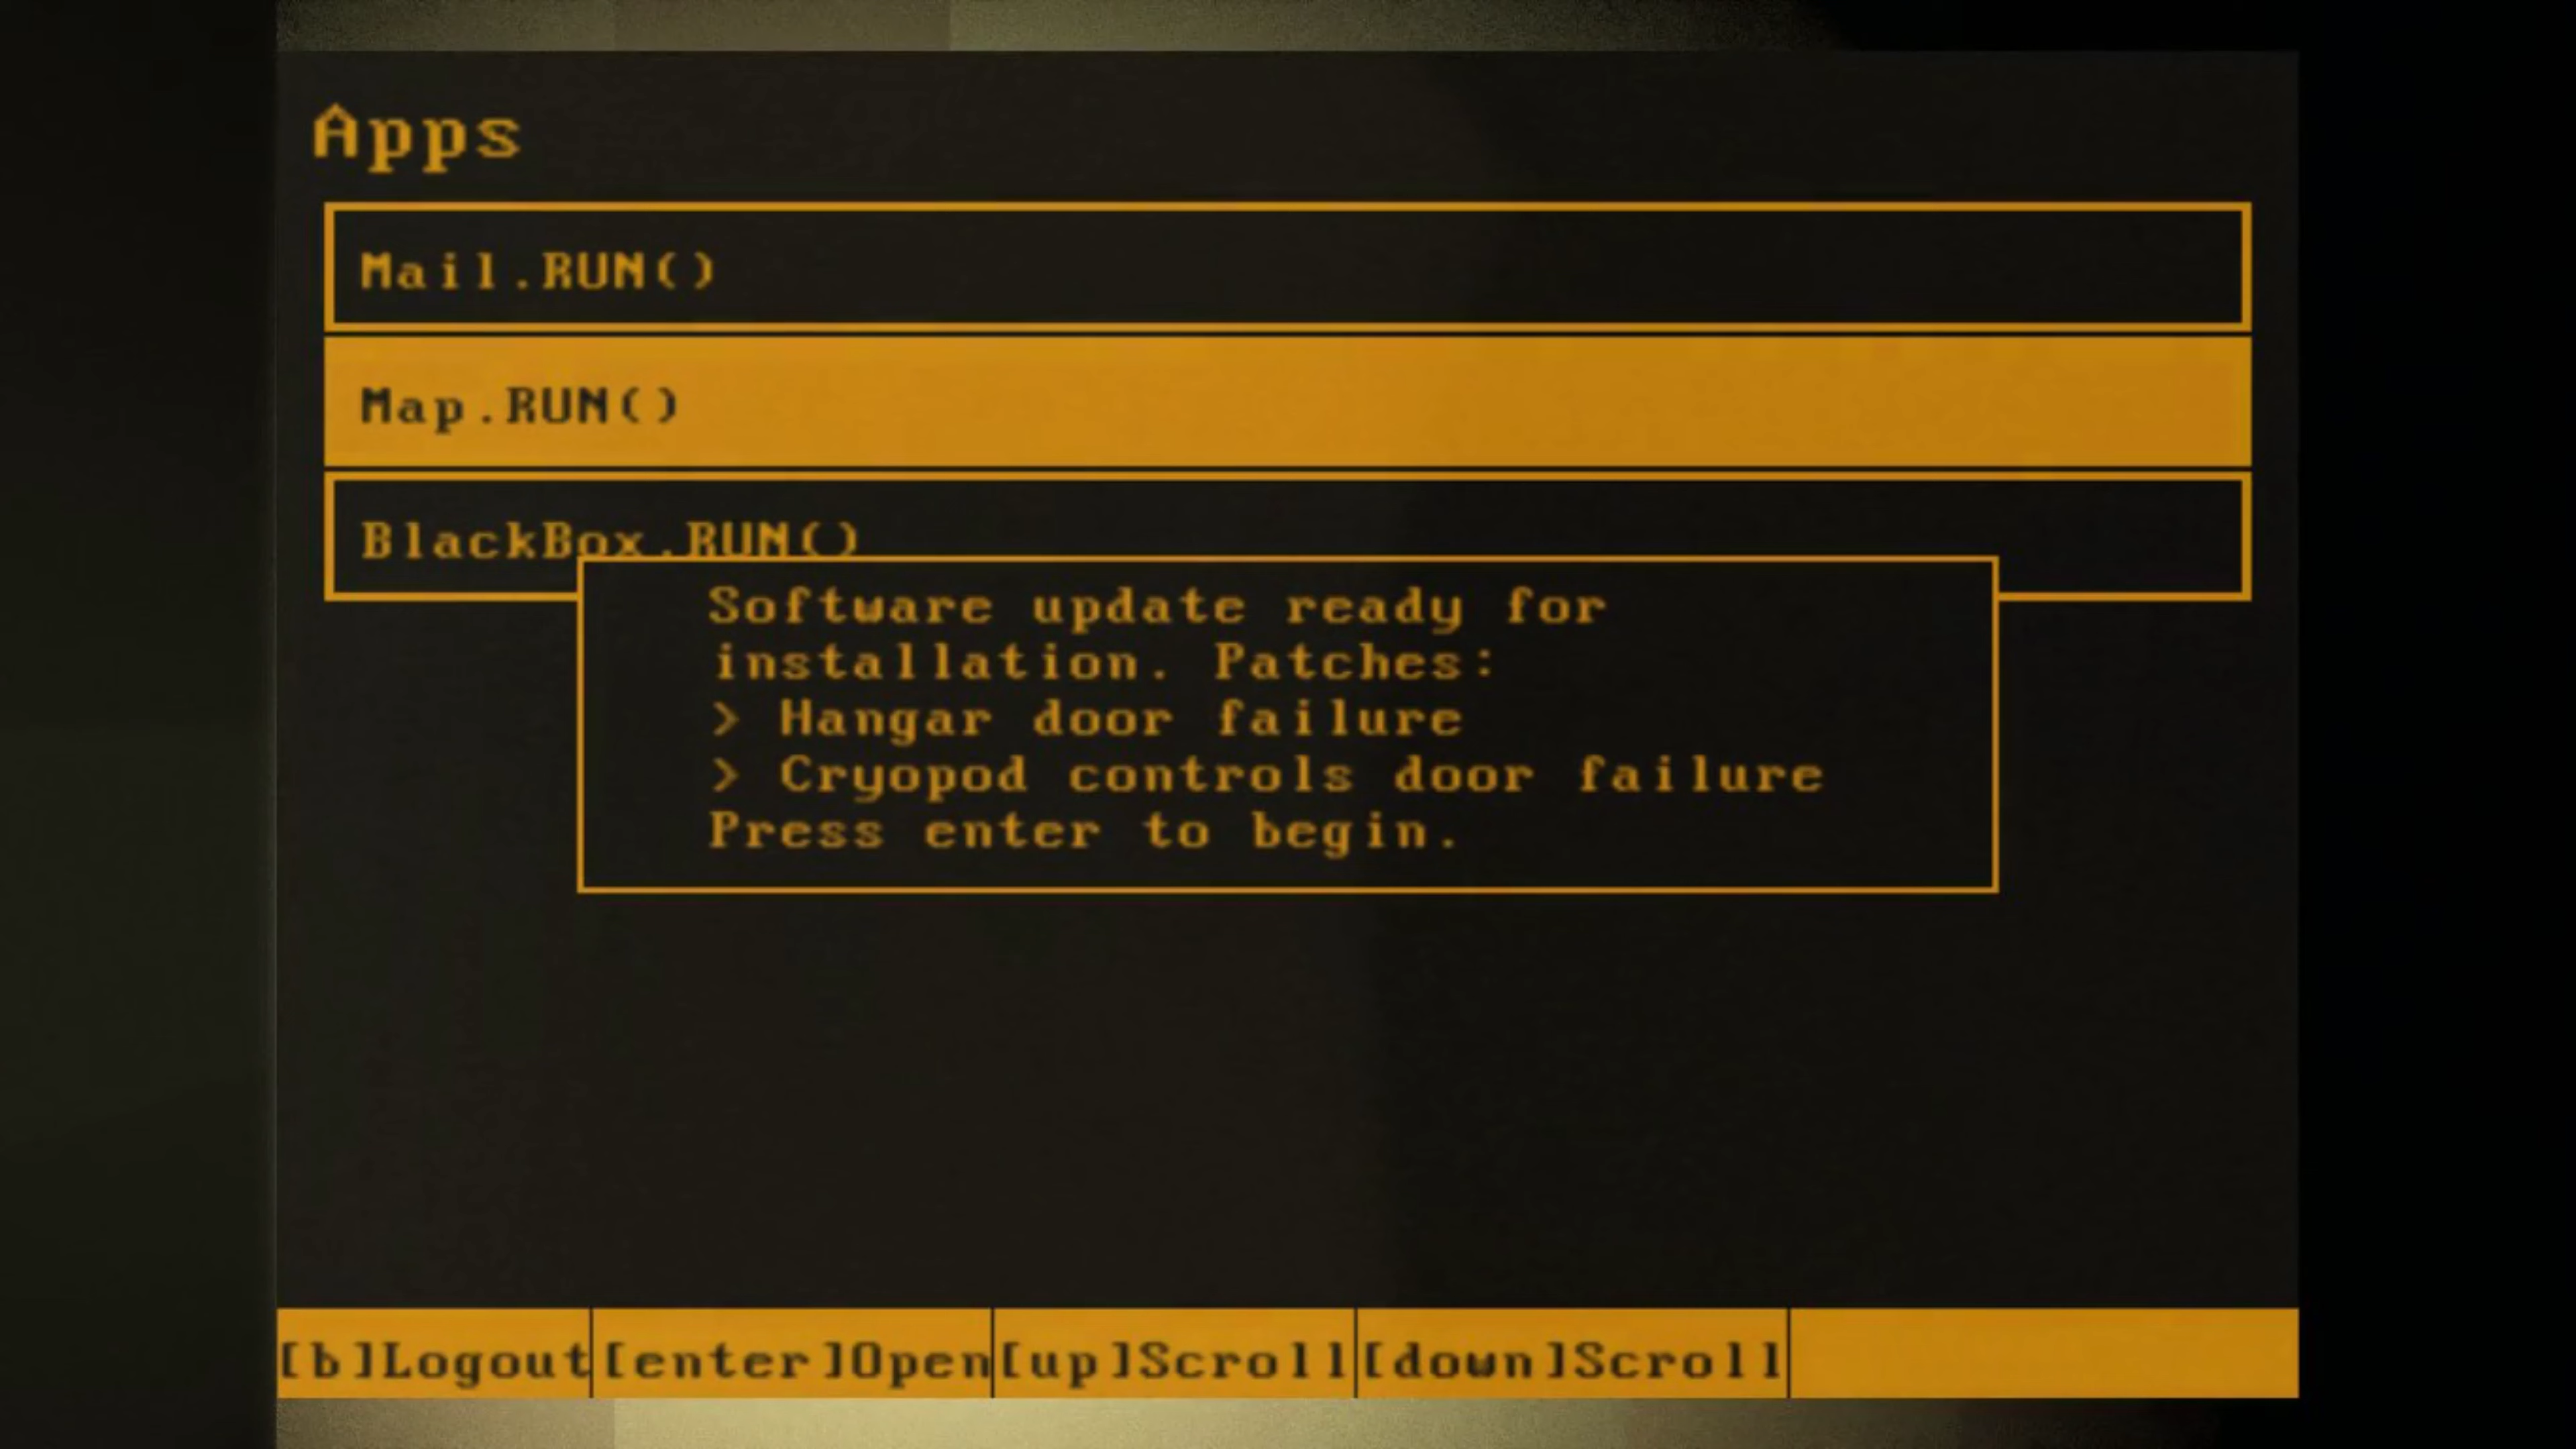 Apps
Mail.RUN()
Map.RUN()
BlackBox.RUN()
Software update ready for
installation. Patches:
> Hangar door failure
> Cryopod controls door failure
Press enter to begin.
[b]Logout [enter]Open [up]Scroll [down]Scroll